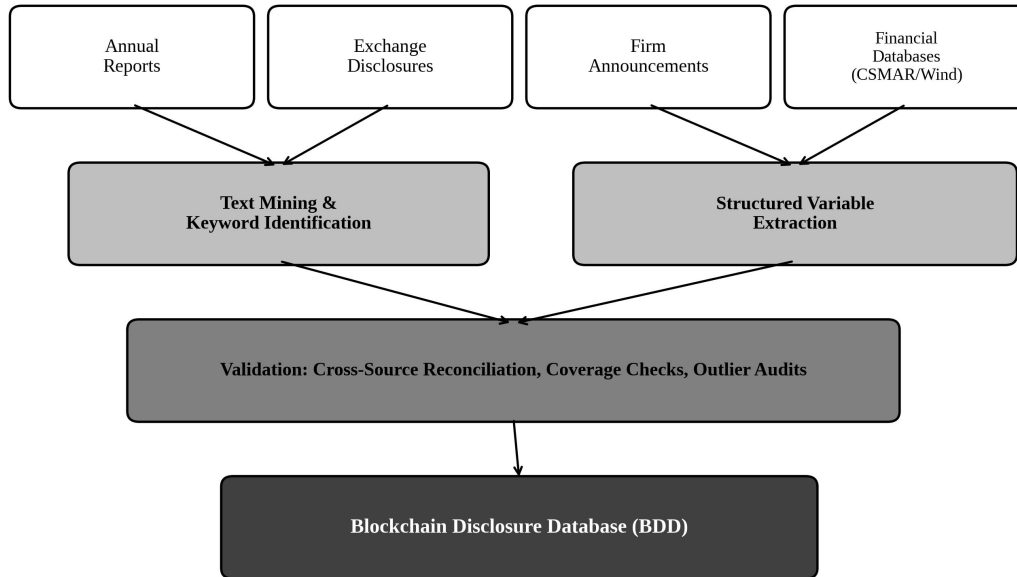 Annual
Reports
Exchange
Disclosures
Firm
Announcements
Financial
Databases
(CSMAR/Wind)
Text Mining &
Keyword Identification
Structured Variable
Extraction
Validation: Cross-Source Reconciliation, Coverage Checks, Outlier Audits
Blockchain Disclosure Database (BDD)